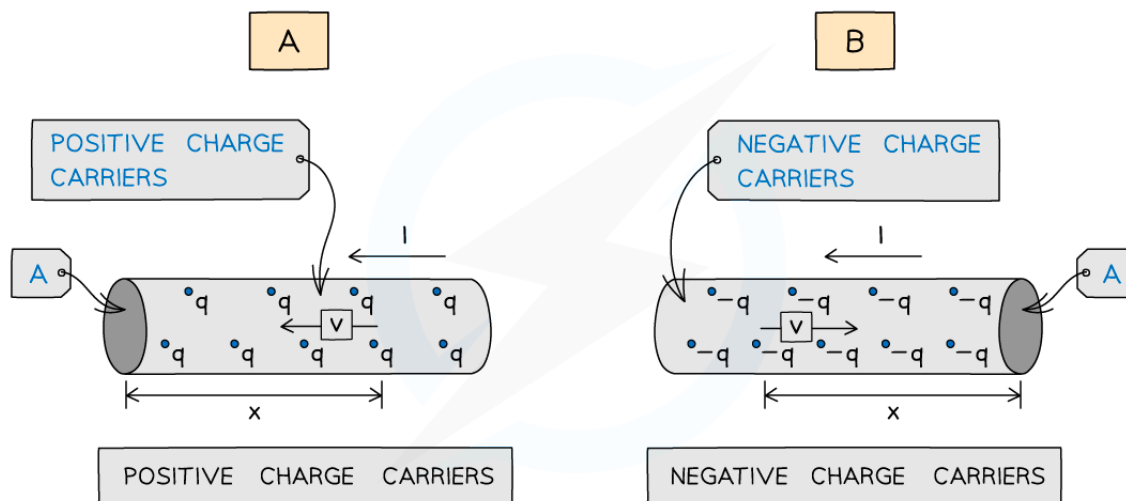 A
B
POSITIVE CHARGE
CARRIERS
NEGATIVE CHARGE
CARRIERS
I
I
A
A
q q q q
v
q q q q q
-q -q -q -q
v
-q -q -q -q -q
x
x
POSITIVE CHARGE CARRIERS
NEGATIVE CHARGE CARRIERS